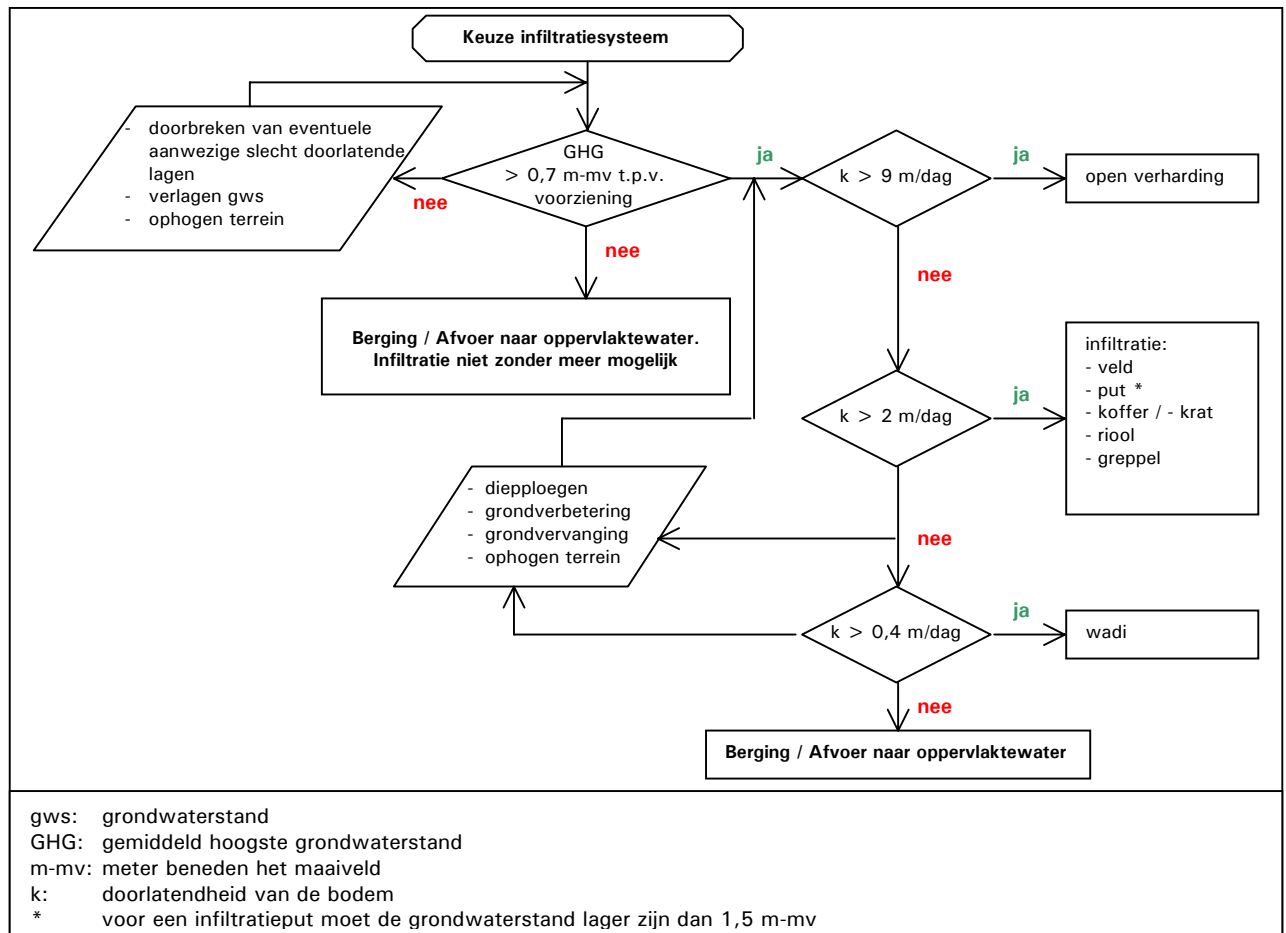 Keuze infiltratiesysteem
- doorbreken van eventuele
aanwezige slecht doorlatende
lagen
- verlagen gws
- ophogen terrein
nee
GHG
> 0,7 m-mv t.p.v.
voorziening
ja
k > 9 m/dag
ja
open verharding
nee
nee
Berging / Afvoer naar oppervlaktewater.
Infiltratie niet zonder meer mogelijk
k > 2 m/dag
ja
infiltratie:
- veld
- put *
- koffer / - krat
- riool
- greppel
- diepploegen
- grondverbetering
- grondvervanging
- ophogen terrein
nee
k > 0,4 m/dag
ja
wadi
nee
Berging / Afvoer naar oppervlaktewater
gws: grondwaterstand
GHG: gemiddeld hoogste grondwaterstand
m-mv: meter beneden het maaiveld
k: doorlatendheid van de bodem
* voor een infiltratieput moet de grondwaterstand lager zijn dan 1,5 m-mv